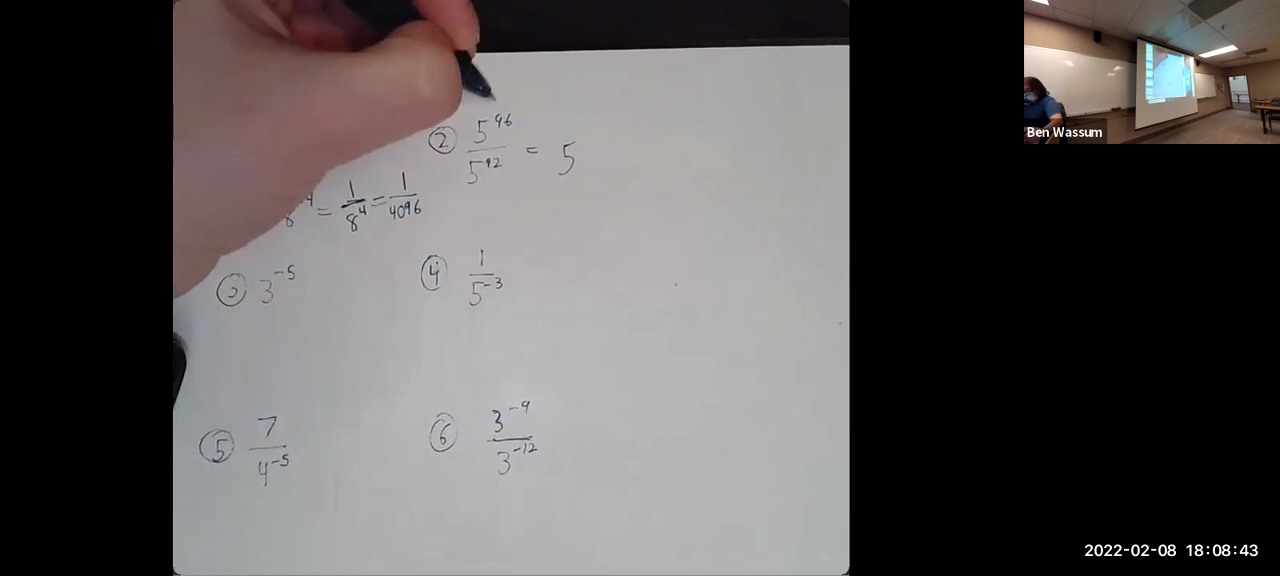 ② 5^96 / 5^92 = 5
8^4 = 1/8^4 = 1/4096
③ 3^-5
④ 1 / 5^-3
⑤ 7 / 4^-5
⑥ 3^-9 / 3^-12
Ben Wassum
2022-02-08 18:08:43